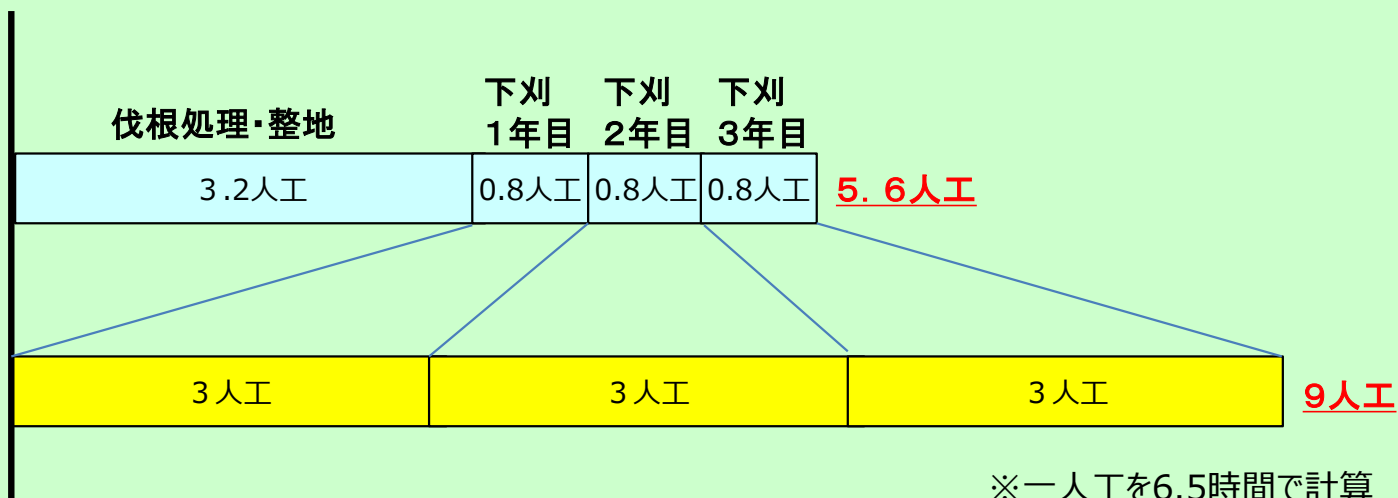 伐根処理・整地
下刈
1年目
下刈
2年目
下刈
3年目
3.2人工
0.8人工
0.8人工
0.8人工
5.6人工
3人工
3人工
3人工
9人工
※一人工を6.5時間で計算